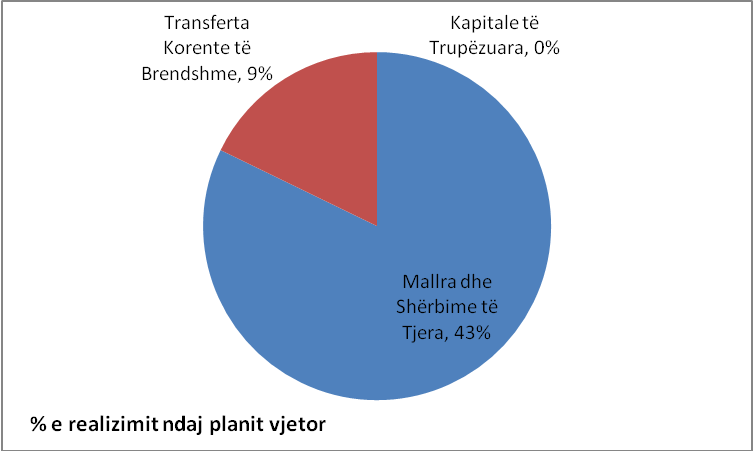 Transferta
Korente të
Brendshme, 9%
Kapitale të
Trupëzuara, 0%
Mallra dhe
Shërbime të
Tjera, 43%
% e realizimit ndaj planit vjetor